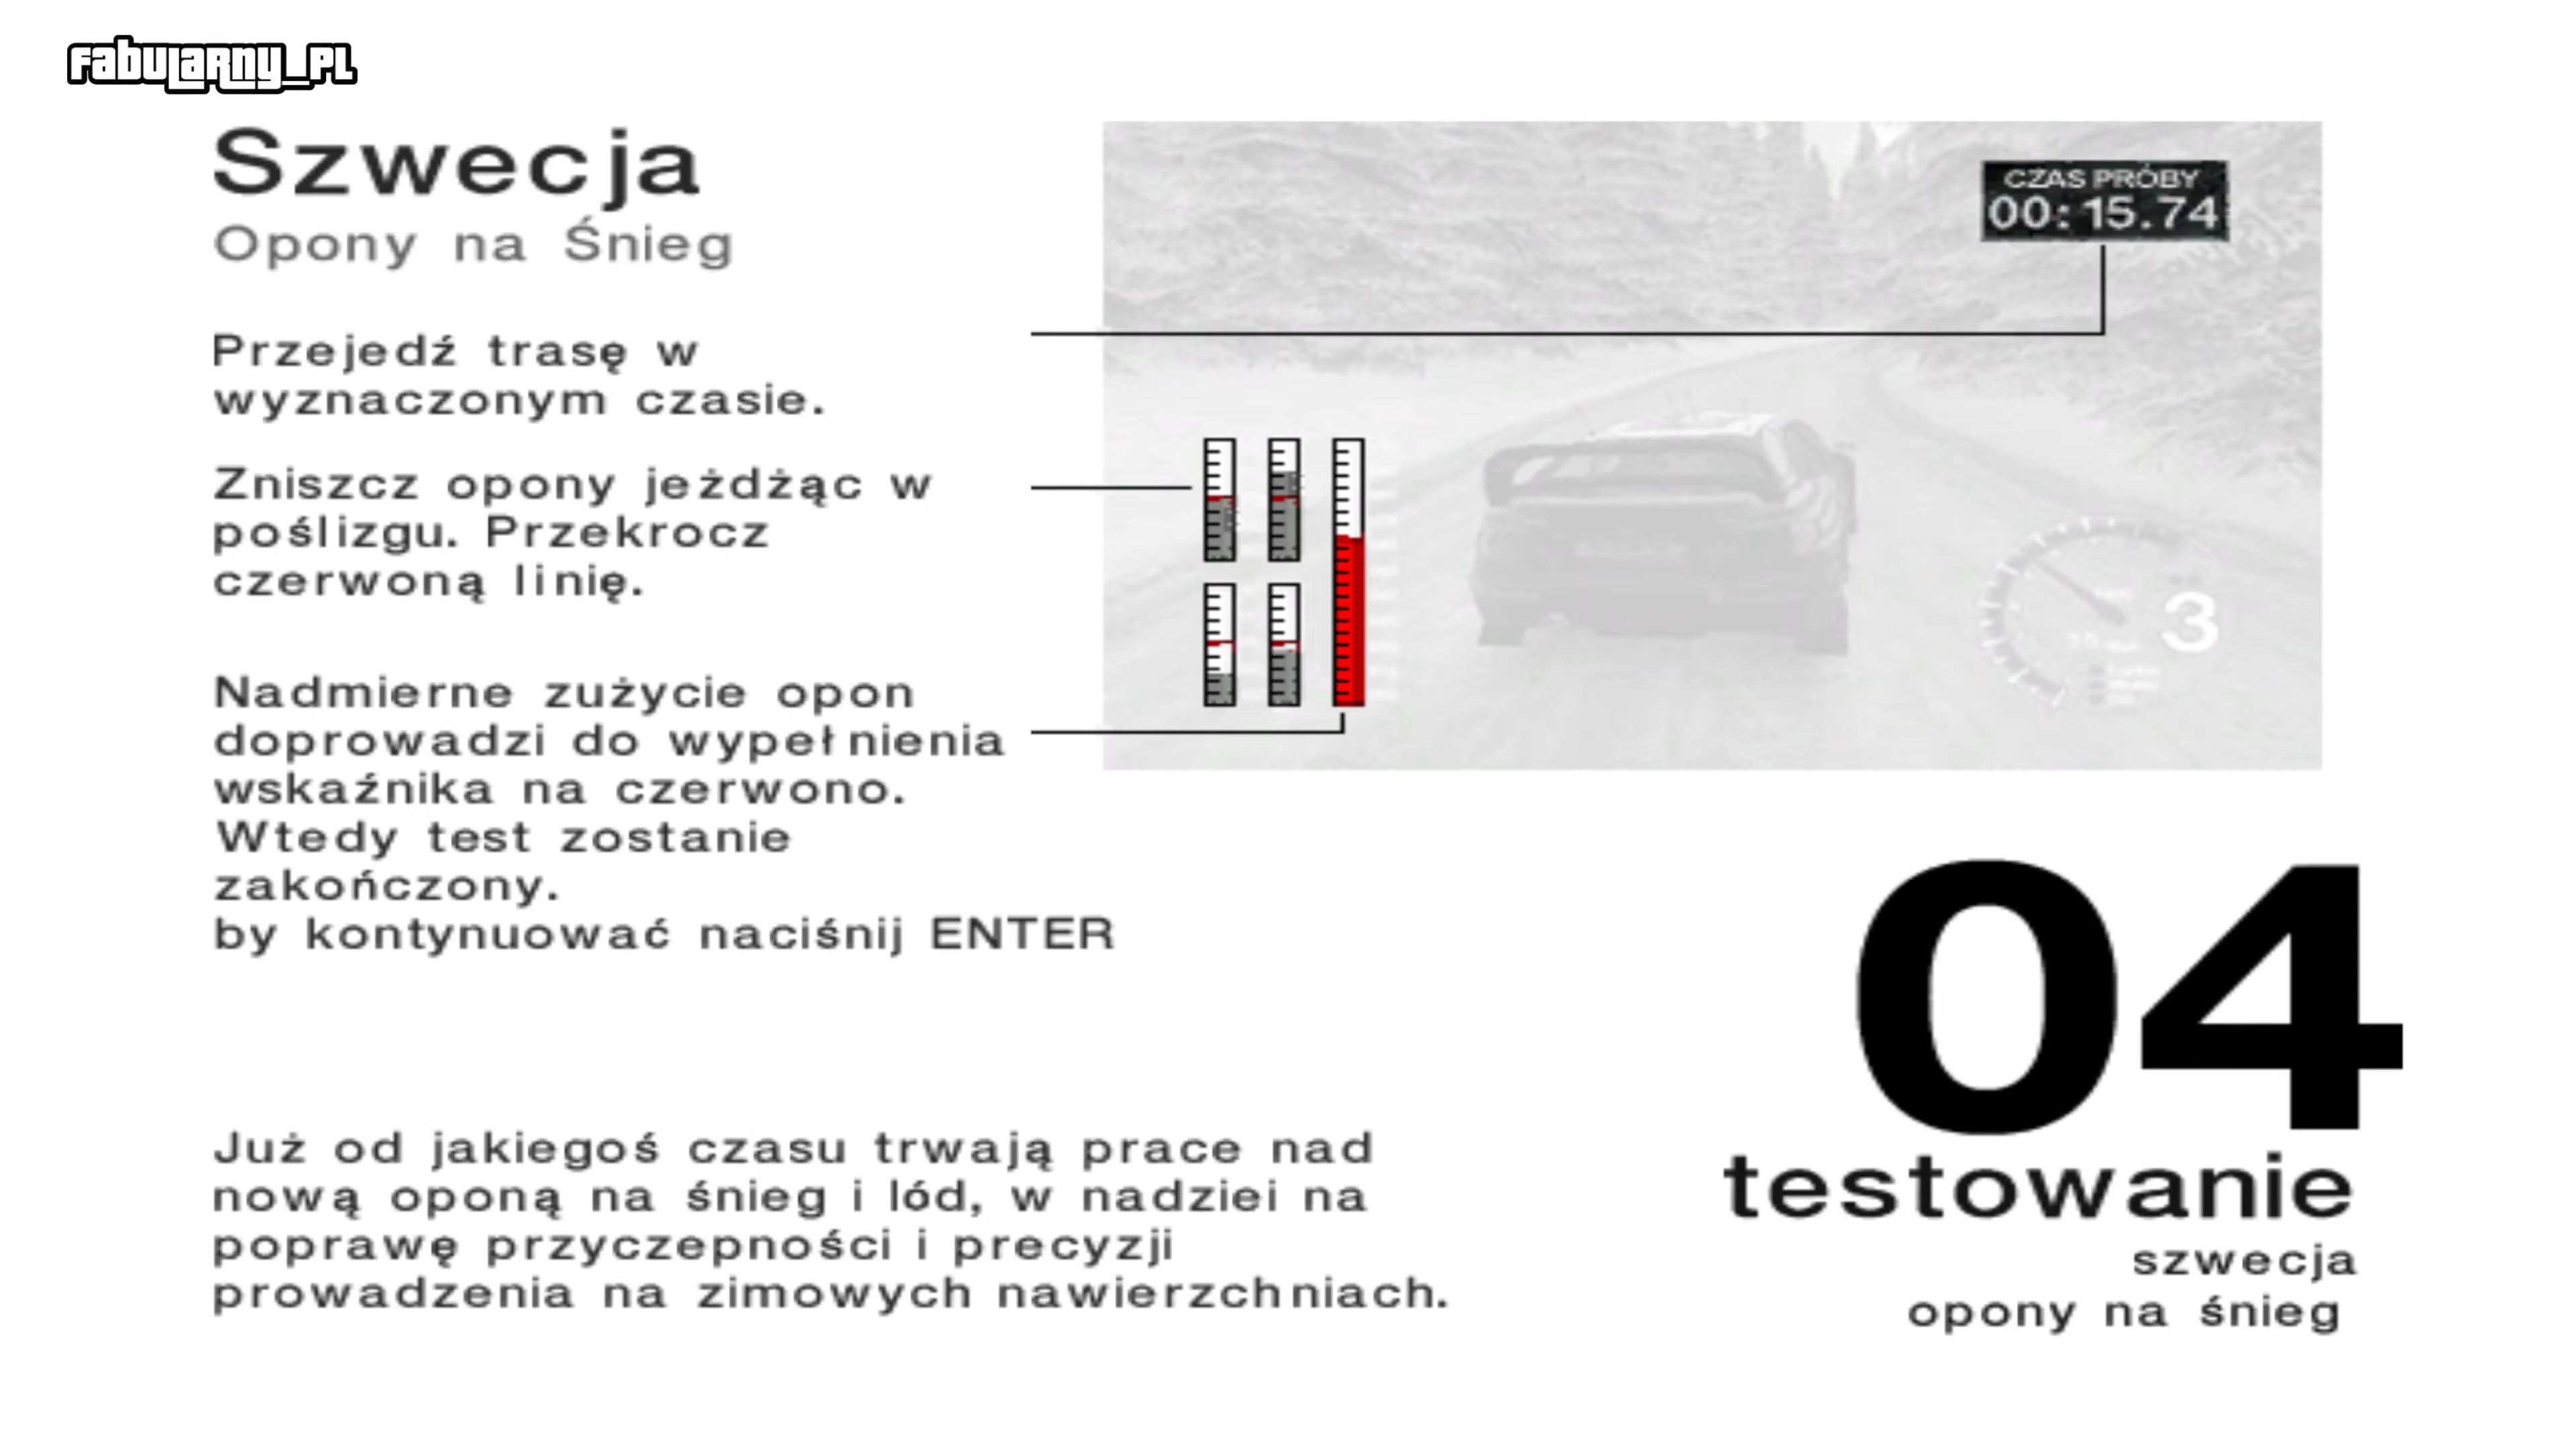 fabularny_PL
Szwecja
Opony na Śnieg
Przejedź trasę w
wyznaczonym czasie.
Zniszcz opony jeżdżąc w
poślizgu. Przekrocz
czerwoną linię.
Nadmierne zużycie opon
doprowadzi do wypełnienia
wskaźnika na czerwono.
Wtedy test zostanie
zakończony.
by kontynuować naciśnij ENTER
CZAS PRÓBY
00:15.74
3
04
testowanie
szwecja
opony na śnieg
Już od jakiegoś czasu trwają prace nad
nową oponą na śnieg i lód, w nadziei na
poprawę przyczepności i precyzji
prowadzenia na zimowych nawierzchniach.